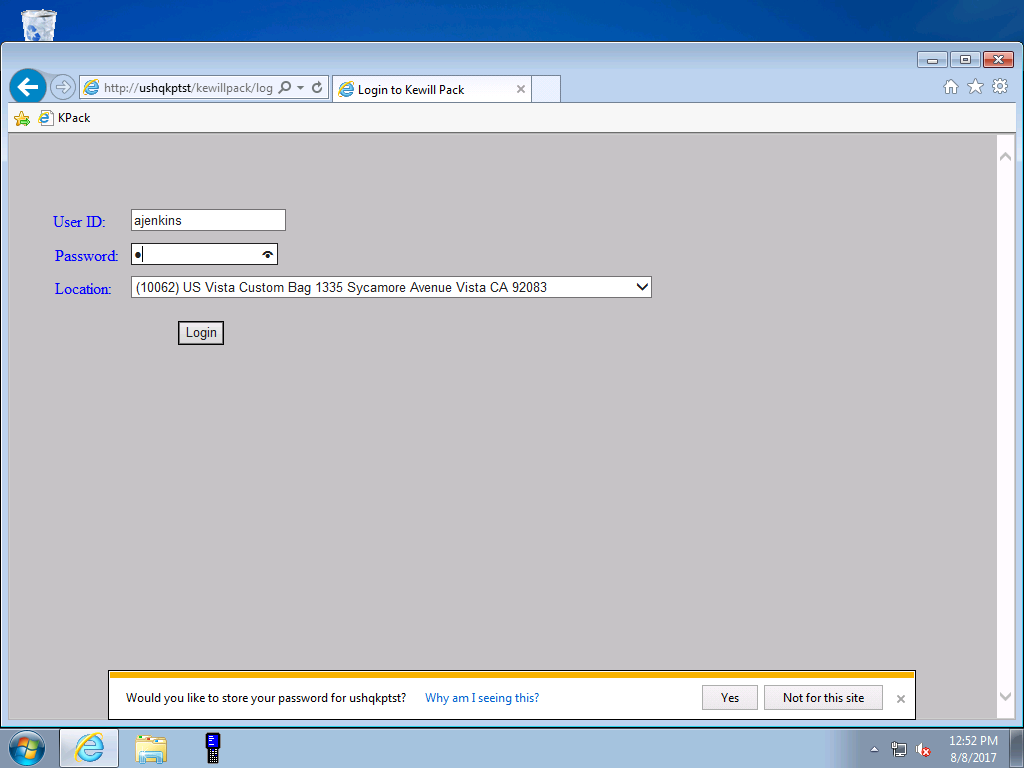 http://ushqkptst/kewillpack/log
Login to Kewill Pack
KPack
User ID: ajenkins
Password:
Location: (10062) US Vista Custom Bag 1335 Sycamore Avenue Vista CA 92083
Login
Would you like to store your password for ushqkptst? Why am I seeing this? Yes Not for this site
12:52 PM
8/8/2017